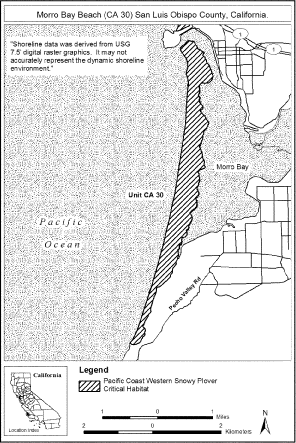 Morro Bay Beach (CA 30) San Luis Obispo County, California.
"Shoreline data was derived from USG
7.5' digital raster graphics. It may not
accurately represent the dynamic shoreline
environment."
1
1
Morro Bay
Unit CA 30
Pacific
Ocean
Pecho Valley Rd
California
Location Index
Legend
Pacific Coast Western Snowy Plover
Critical Habitat
1 0 1
Miles
2 0 2
Kilometers
N